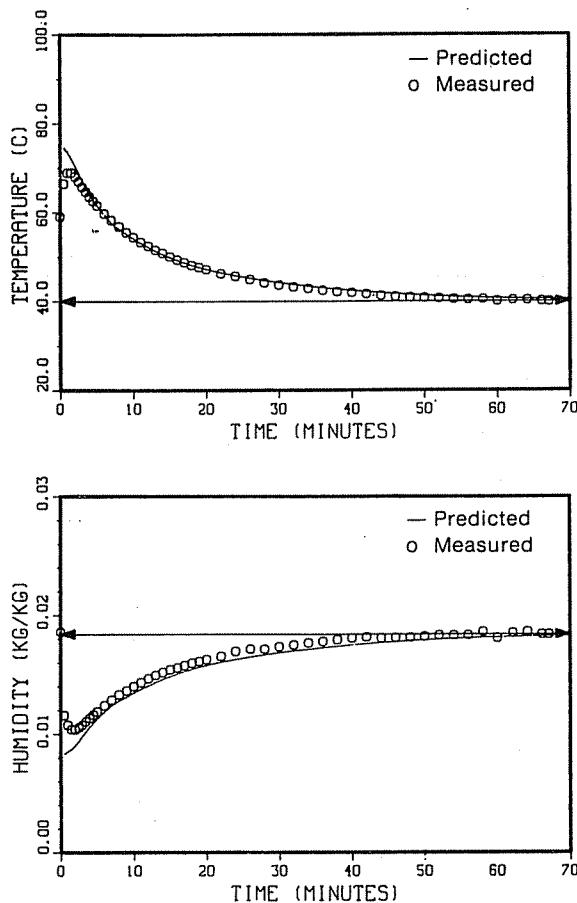 100.0
80.0
60.0
40.0
20.0
TEMPERATURE (C)
— Predicted
o Measured
0 10 20 30 40 50 60 70
TIME (MINUTES)
0.03
0.02
0.01
0.00
HUMIDITY (KG/KG)
— Predicted
o Measured
0 10 20 30 40 50 60 70
TIME (MINUTES)